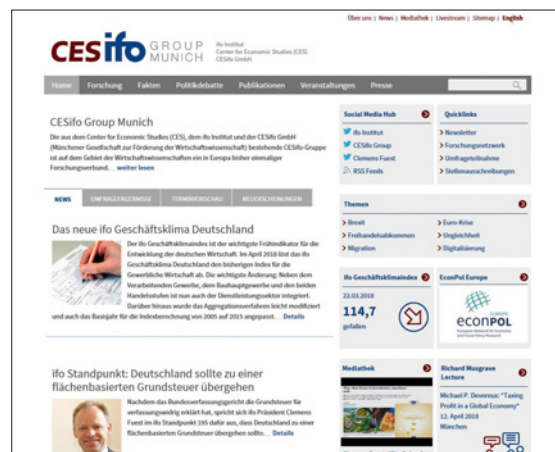 Über uns | News | Mediathek | Livestream | Sitemap | English
CESifo GROUP MUNICH
ifo Institut
Center for Economic Studies (CES)
CESifo GmbH
Home Forschung Fakten Politikdebatte Publikationen Veranstaltungen Presse
CESifo Group Munich
Die aus dem Center for Economic Studies (CES), dem ifo Institut und der CESifo GmbH
(Münchener Gesellschaft zur Förderung der Wirtschaftswissenschaft) bestehende CESifo-Gruppe
ist auf dem Gebiet der Wirtschaftswissenschaften ein in Europa bisher einmaliger
Forschungsverbund.... weiter lesen
NEWS UMFRAGEERGEBNISSE TERMINVORSCHAU NEUERSCHEINUNGEN
Das neue ifo Geschäftsklima Deutschland
Der ifo Geschäftsklimaindex ist der wichtigste Frühindikator für die
Entwicklung der deutschen Wirtschaft. Im April 2018 löst das ifo
Geschäftsklima Deutschland den bisherigen Index für die
Gewerbliche Wirtschaft ab. Die wichtigste Änderung: Neben dem
Verarbeitenden Gewerbe, dem Bauhauptgewerbe und den beiden
Handelsstufen ist nun auch der Dienstleistungssektor integriert.
Darüber hinaus wurde das Aggregationsverfahren leicht modifiziert
und auch das Basisjahr für die Indexberechnung von 2005 auf 2015 angepasst.... Details
ifo Standpunkt: Deutschland sollte zu einer
flächenbasierten Grundsteuer übergehen
Nachdem das Bundesverfassungsgericht die Grundsteuer für
verfassungswidrig erklärt hat, spricht sich ifo Präsident Clemens
Fuest im ifo Standpunkt 195 dafür aus, dass Deutschland zu einer
flächenbasierten Grundsteuer übergehen sollte.... Details
Social Media Hub
ifo Institut
CESifo Group
Clemens Fuest
RSS Feeds
Quicklinks
> Newsletter
> Forschungsnetzwerk
> Umfrageteilnahme
> Stellenausschreibungen
Themen
> Brexit
> Freihandelsabkommen
> Migration
> Euro-Krise
> Ungleichheit
> Digitalisierung
ifo Geschäftsklimaindex
22.03.2018
114,7
gefallen
EconPol Europe
EUROPE
econPOL
European Network for Economic
and Fiscal Policy Research
Mediathek
Richard Musgrave
Lecture
Michael P. Devereux: "Taxing
Profit in a Global Economy"
12. April 2018
München